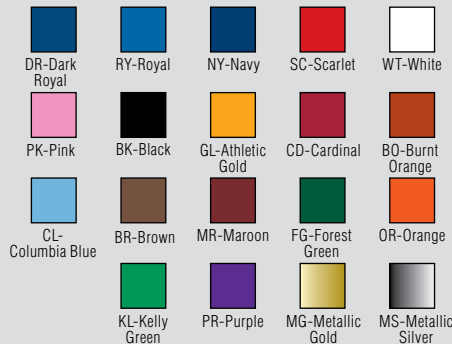 DR-Dark
Royal
RY-Royal
NY-Navy
SC-Scarlet
WT-White
PK-Pink
BK-Black
GL-Athletic
Gold
CD-Cardinal
BO-Burnt
Orange
CL-
Columbia Blue
BR-Brown
MR-Maroon
FG-Forest
Green
OR-Orange
KL-Kelly
Green
PR-Purple
MG-Metallic
Gold
MS-Metallic
Silver